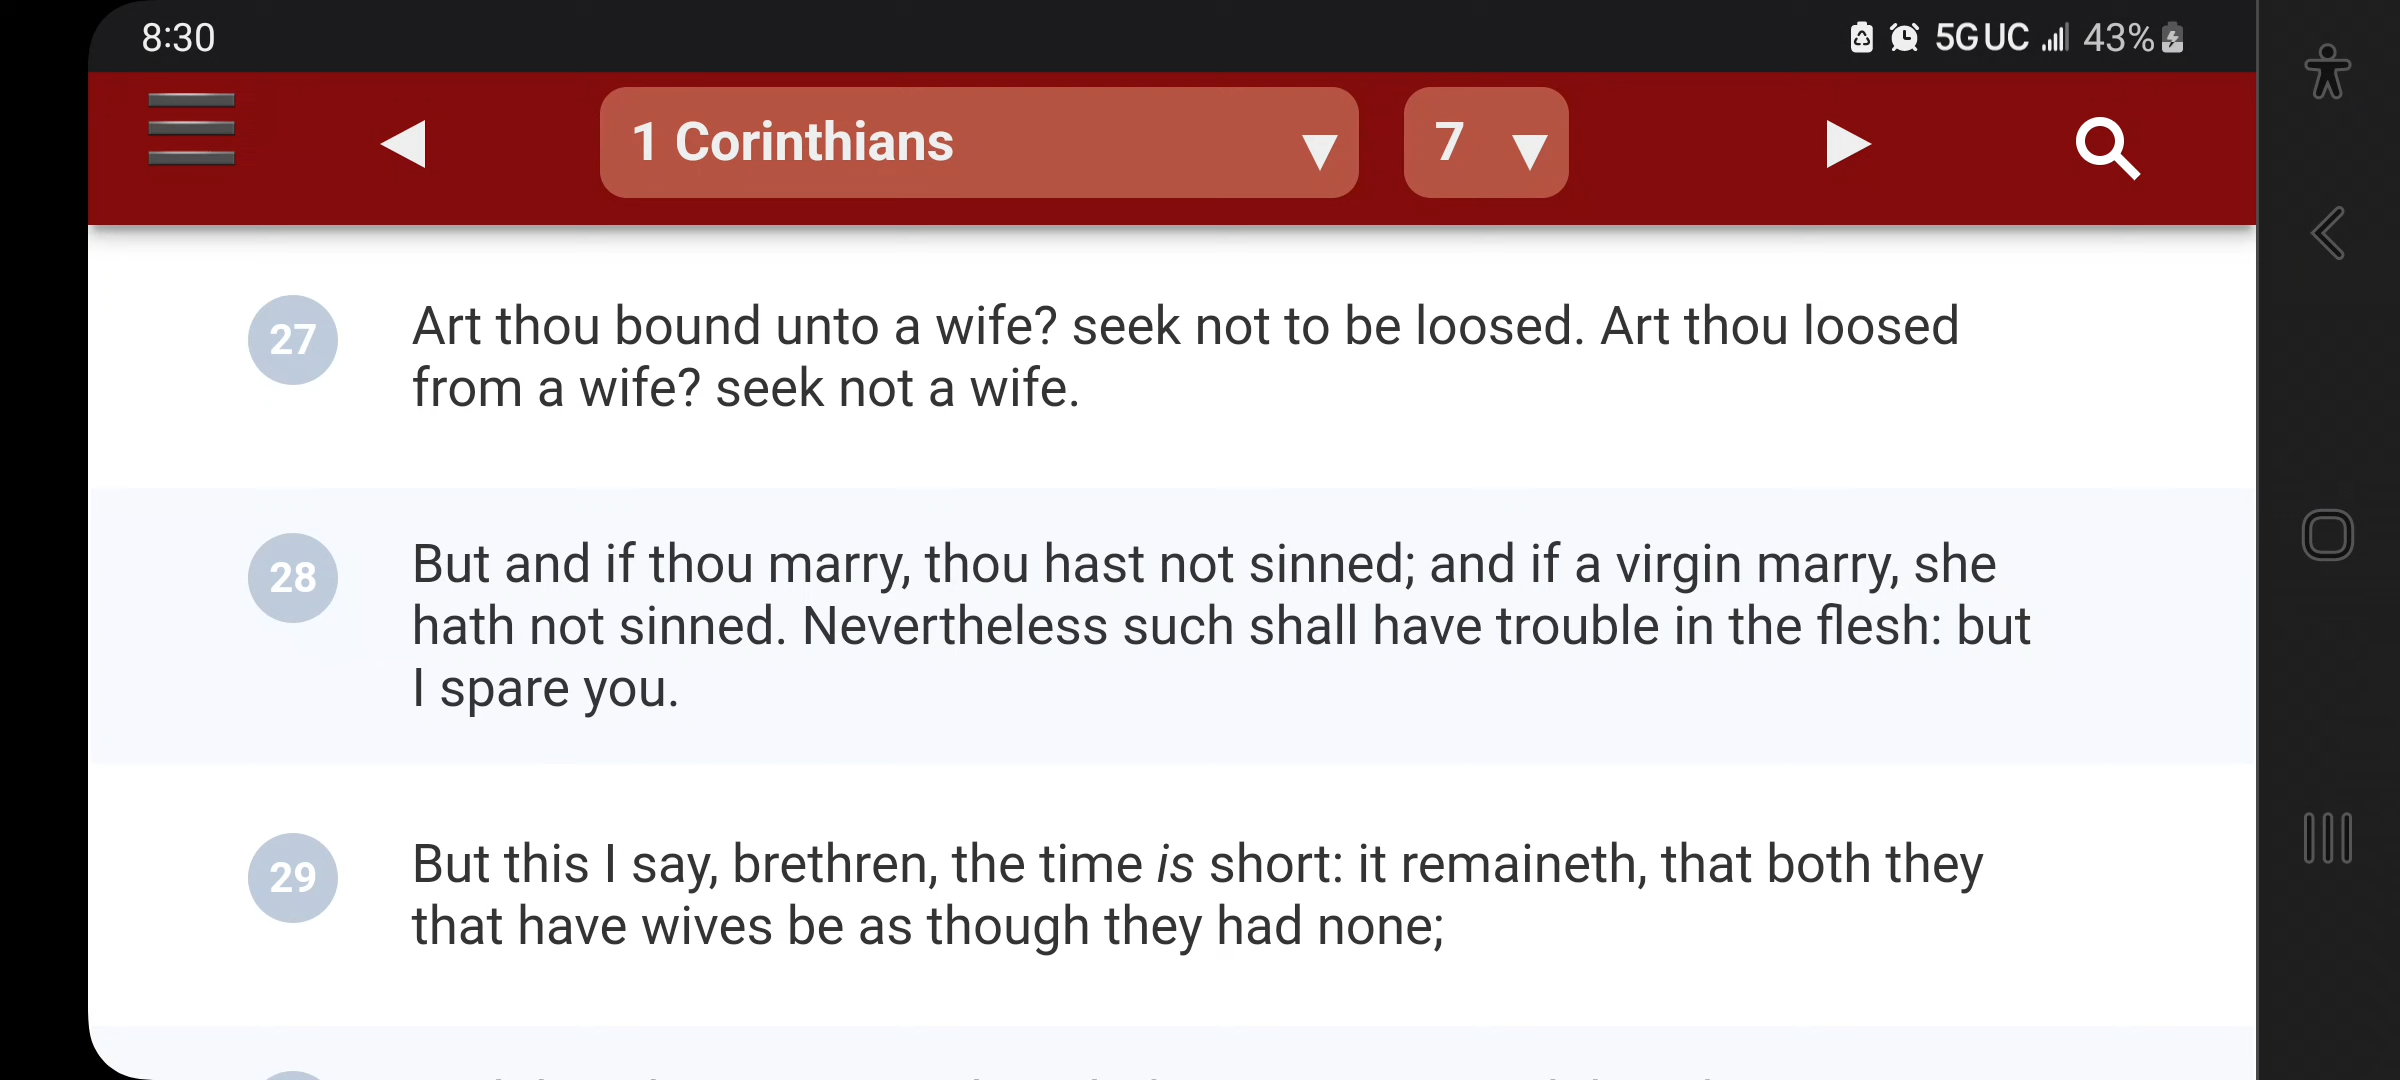 8:30
5G UC 43%
1 Corinthians 7
27 Art thou bound unto a wife? seek not to be loosed. Art thou loosed
from a wife? seek not a wife.
28 But and if thou marry, thou hast not sinned; and if a virgin marry, she
hath not sinned. Nevertheless such shall have trouble in the flesh: but
I spare you.
29 But this I say, brethren, the time is short: it remaineth, that both they
that have wives be as though they had none;